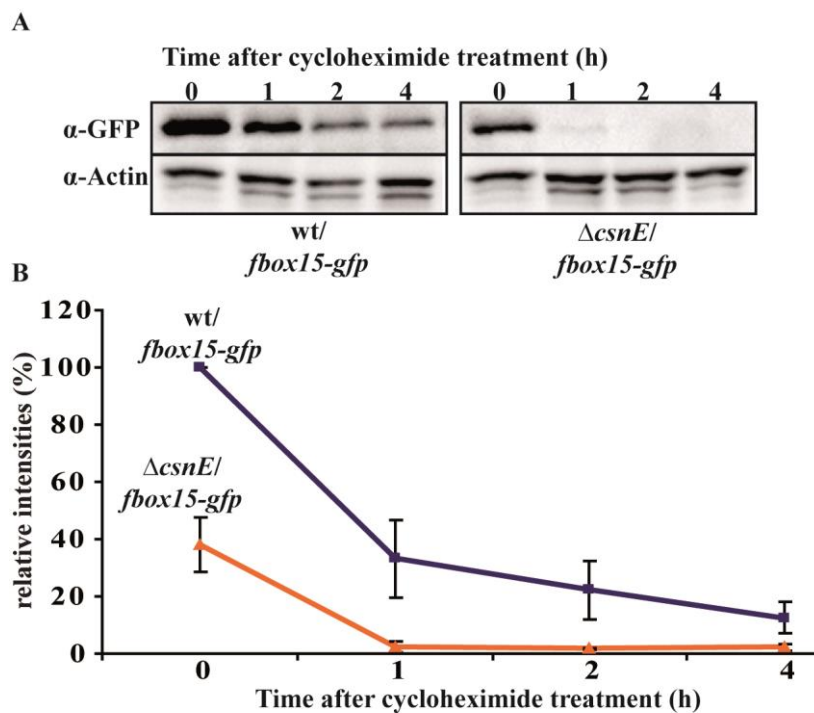 A
Time after cycloheximide treatment (h)
0 1 2 4 0 1 2 4
α-GFP
α-Actin
wt/
fbox15-gfp
ΔcsnE/
fbox15-gfp
B
120
100
80
60
40
20
0
relative intensities (%)
wt/
fbox15-gfp
ΔcsnE/
fbox15-gfp
0 1 2 4
Time after cycloheximide treatment (h)